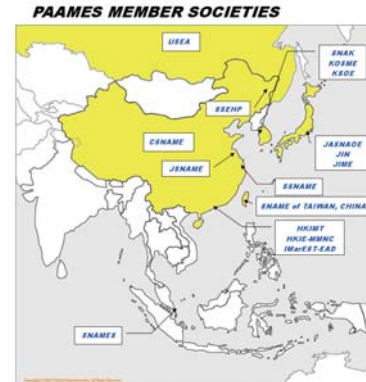 PAAMES MEMBER SOCIETIES
USEA
SNAK
KOSME
KSOE
SSEHP
CSNAME
JSNAME
JASNAOE
JIN
JIME
SSNAME
SNAME of TAIWAN, CHINA
HKIMT
HKIE-MMNC
IMarEST-EAD
SNAMES